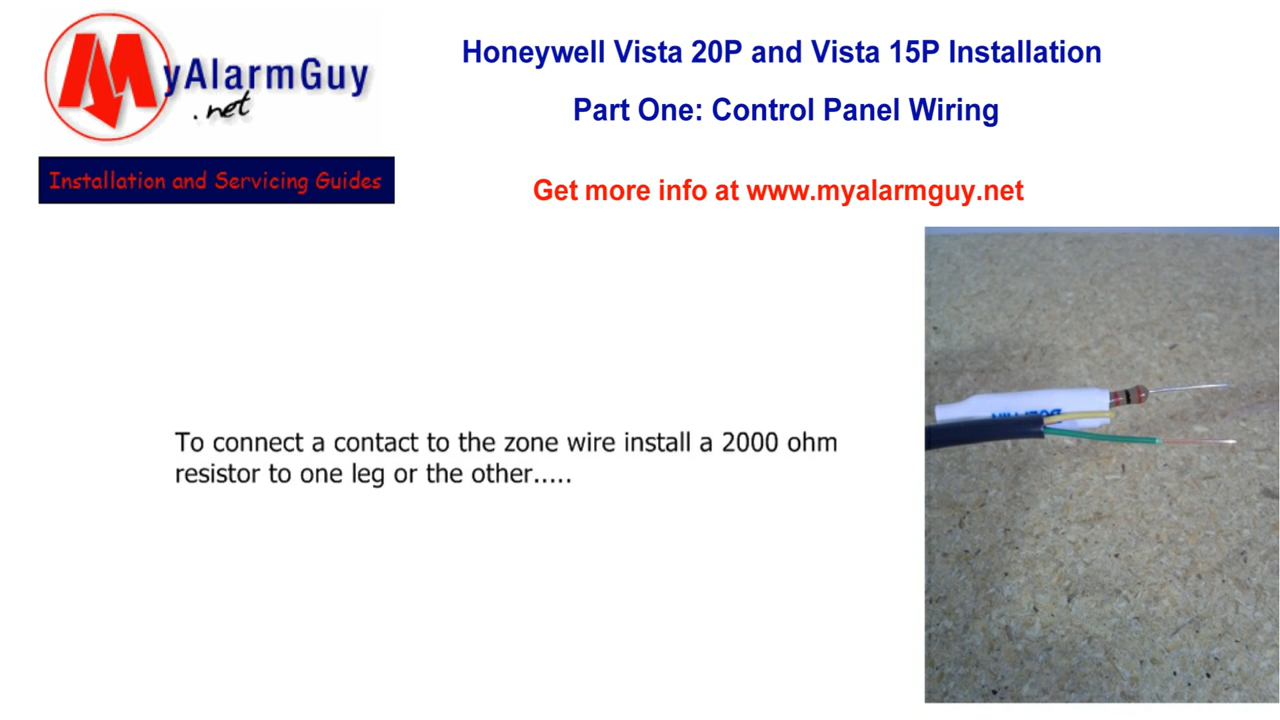 MyAlarmGuy
.net
Installation and Servicing Guides
Honeywell Vista 20P and Vista 15P Installation
Part One: Control Panel Wiring
Get more info at www.myalarmguy.net
To connect a contact to the zone wire install a 2000 ohm
resistor to one leg or the other.....